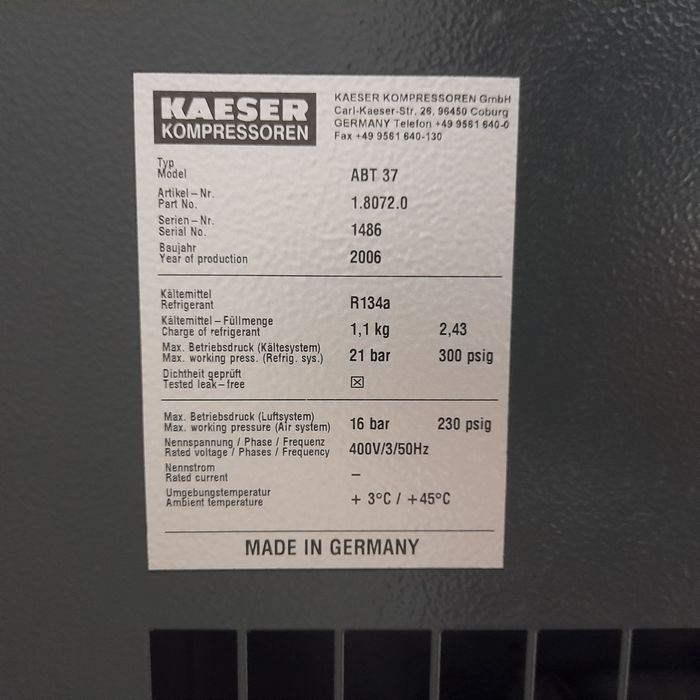 KAESER
KOMPRESSOREN
KAESER KOMPRESSOREN GmbH
Carl-Kaeser-Str. 26, 96450 Coburg
GERMANY Telefon +49 9561 640-0
Fax +49 9561 640-130
Typ
Model ABT 37
Artikel-Nr.
Part No. 1.8072.0
Serien-Nr.
Serial No. 1486
Baujahr
Year of production 2006
Kältemittel
Refrigerant R134a
Kältemittel-Füllmenge
Charge of refrigerant 1,1 kg 2,43
Max. Betriebsdruck (Kältesystem)
Max. working press. (Refrig. sys.) 21 bar 300 psig
Dichtheit geprüft
Tested leak-free ☒
Max. Betriebsdruck (Luftsystem)
Max. working pressure (Air system) 16 bar 230 psig
Nennspannung / Phase / Frequenz
Rated voltage / Phases / Frequency 400V/3/50Hz
Nennstrom
Rated current –
Umgebungstemperatur
Ambient temperature + 3°C / +45°C
MADE IN GERMANY